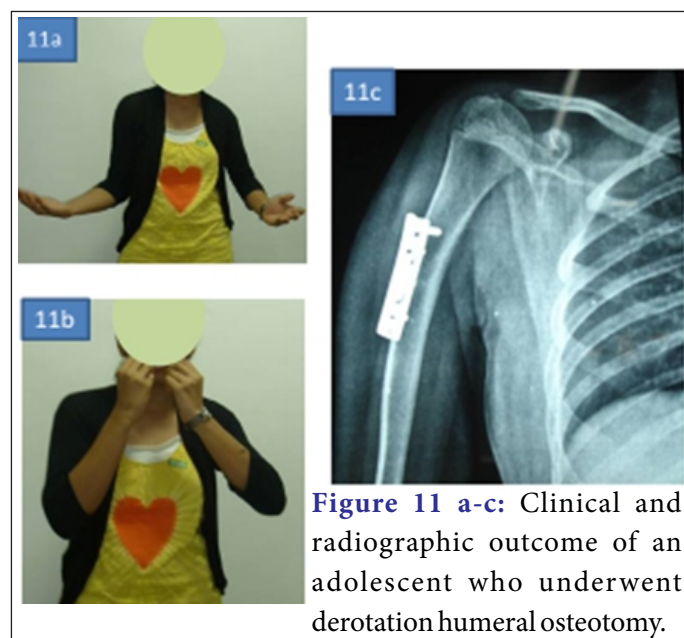 11a
11b
11c
Figure 11 a-c: Clinical and
radiographic outcome of an
adolescent who underwent
derotation humeral osteotomy.